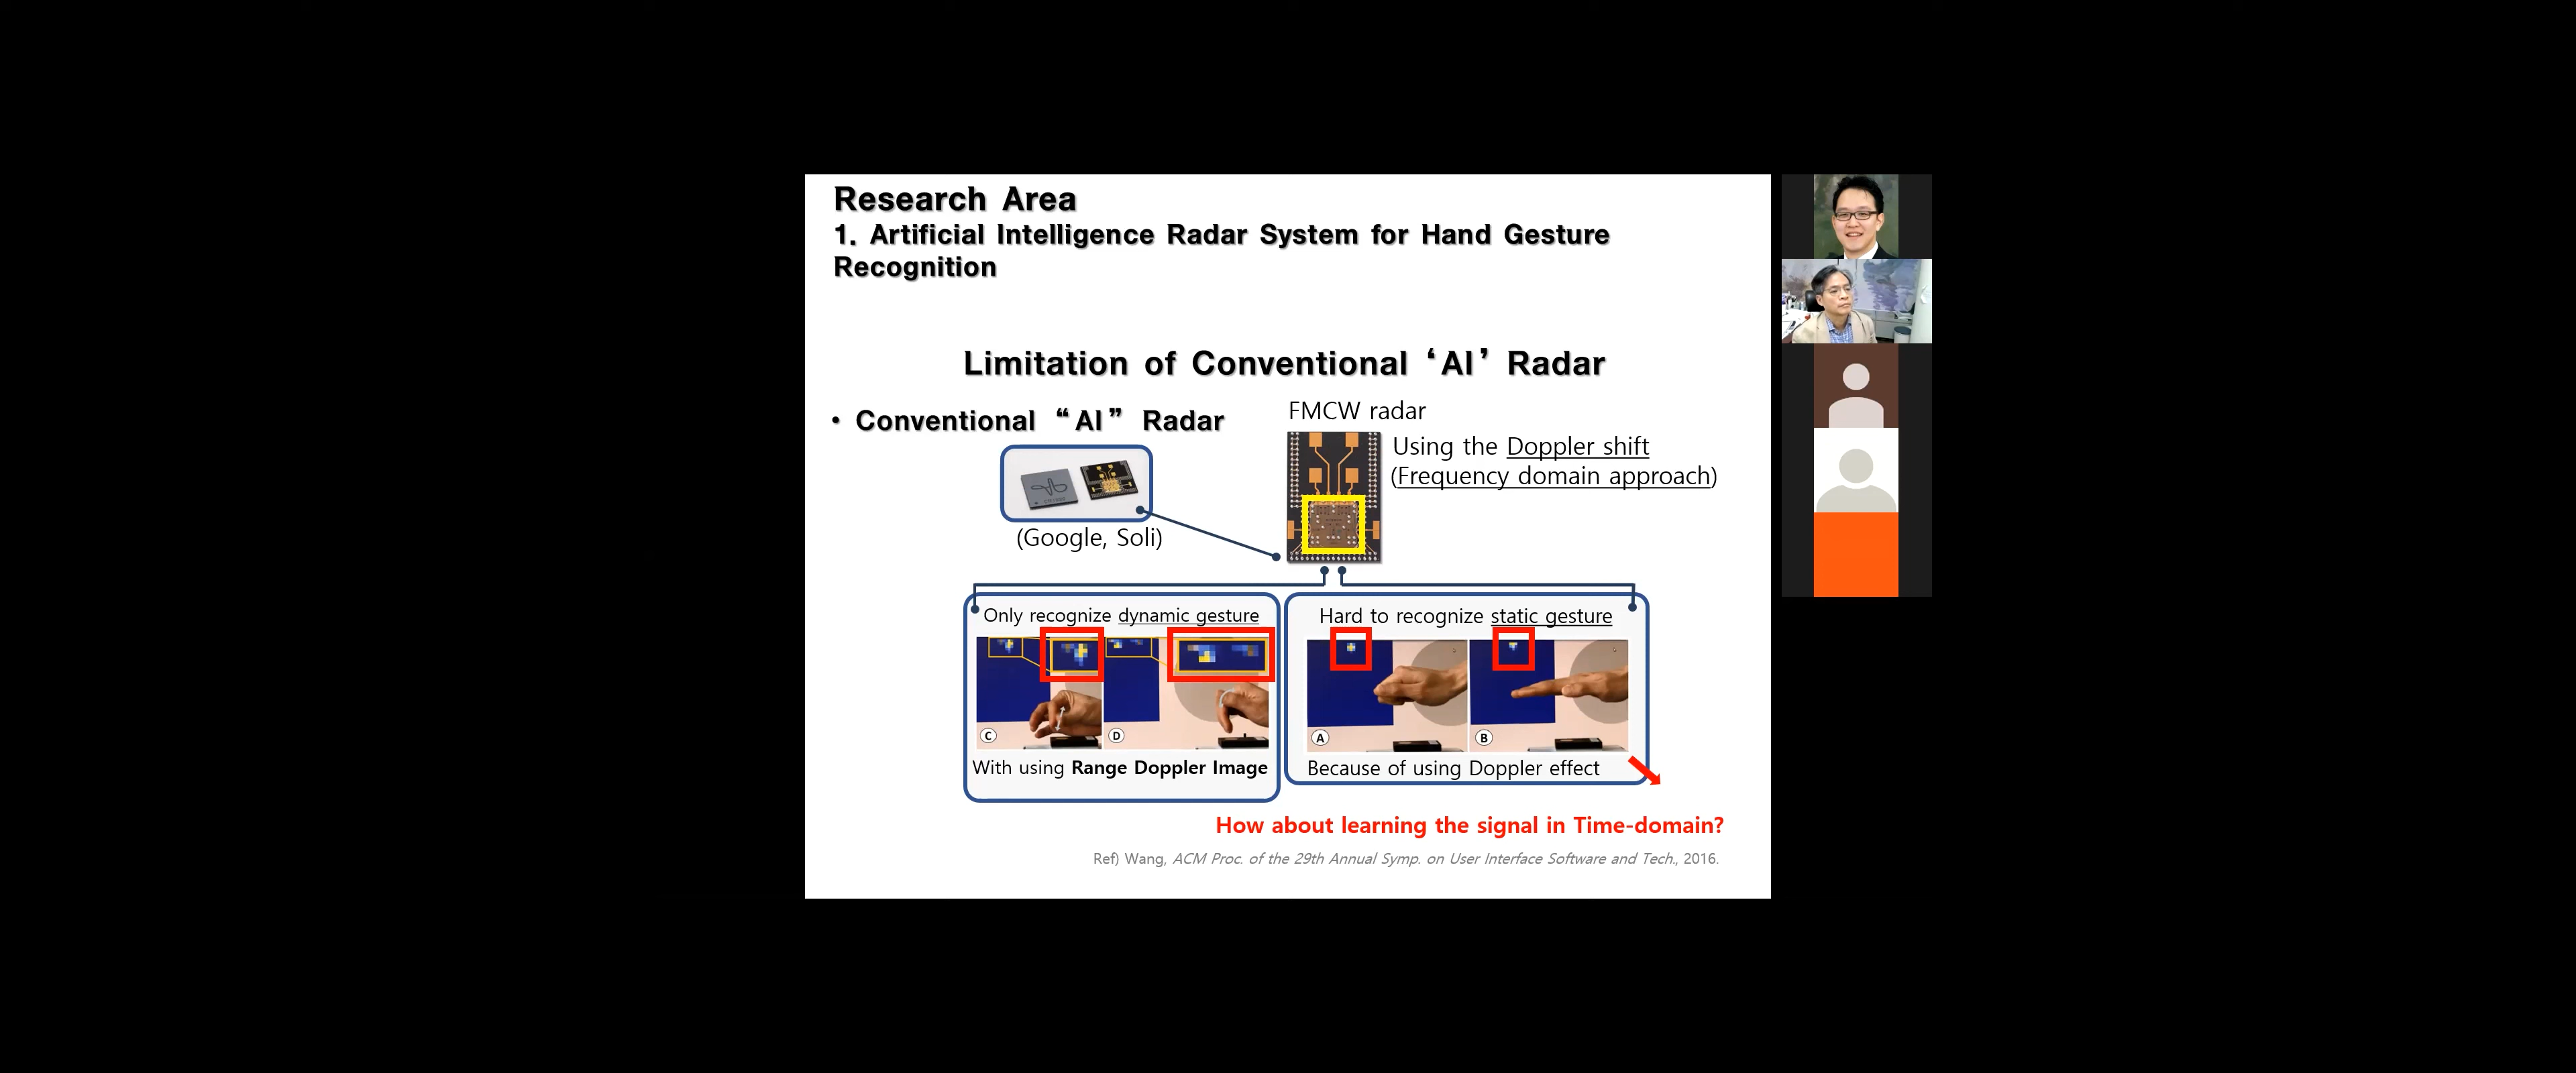 Research Area
1. Artificial Intelligence Radar System for Hand Gesture
Recognition
Limitation of Conventional ‘AI’ Radar
• Conventional “AI” Radar
(Google, Soli)
FMCW radar
Using the Doppler shift
(Frequency domain approach)
Only recognize dynamic gesture
C
D
With using Range Doppler Image
Hard to recognize static gesture
A
B
Because of using Doppler effect
How about learning the signal in Time-domain?
Ref) Wang, ACM Proc. of the 29th Annual Symp. on User Interface Software and Tech., 2016.